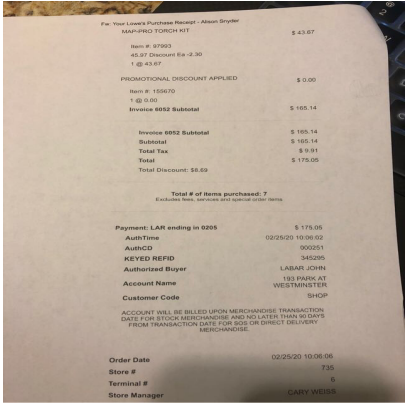 Fw: Your Lowe's Purchase Receipt - Alison Snyder
MAP-PRO TORCH KIT $ 43.67
Item #: 97993
45.97 Discount Ea -2.30
1 @ 43.67
PROMOTIONAL DISCOUNT APPLIED $ 0.00
Item #: 155670
1 @ 0.00
Invoice 6052 Subtotal $ 165.14
Invoice 6052 Subtotal $ 165.14
Subtotal $ 165.14
Total Tax $ 9.91
Total $ 175.05
Total Discount: $8.69
Total # of items purchased: 7
Excludes fees, services and special order items
Payment: LAR ending in 0205 $ 175.05
AuthTime 02/25/20 10:06:02
AuthCD 000251
KEYED REFID 345295
Authorized Buyer LABAR JOHN
Account Name 193 PARK AT WESTMINSTER
Customer Code SHOP
ACCOUNT WILL BE BILLED UPON MERCHANDISE TRANSACTION
DATE FOR STOCK MERCHANDISE AND NO LATER THAN 90 DAYS
FROM TRANSACTION DATE FOR SOS OR DIRECT DELIVERY
MERCHANDISE.
Order Date 02/25/20 10:06:06
Store # 735
Terminal # 6
Store Manager CARY WEISS